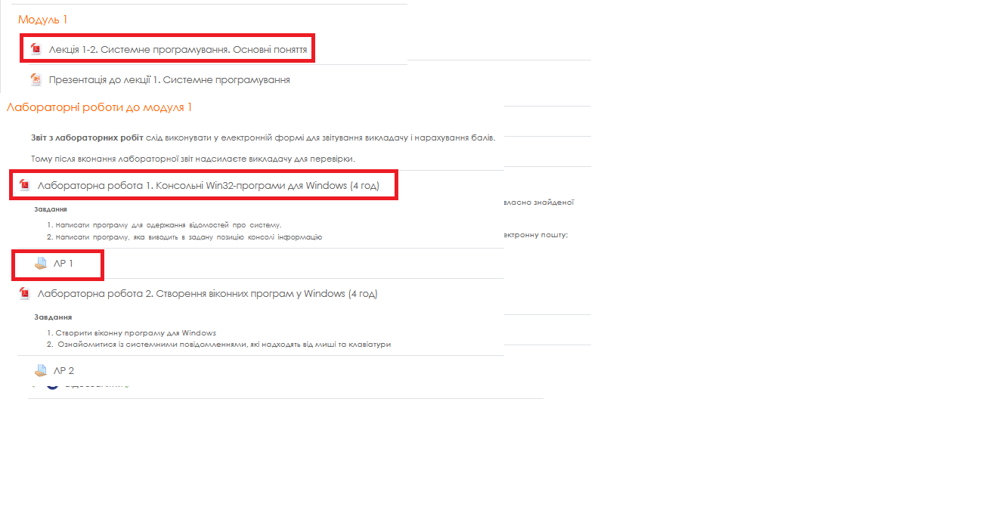 Модуль 1
Лекція 1-2. Системне програмування. Основні поняття
Презентація до лекції 1. Системне програмування
Лабораторні роботи до модуля 1
Звіт з лабораторних робіт слід виконувати у електронній формі для звітування викладачу і нарахування балів.
Тому після вконання лабораторної звіт надсилаєте викладачу для перевірки.
Лабораторна робота 1. Консольні Win32-програми для Windows (4 год)
власно знайденої
Завдання
1. Написати програму для одержання відомостей про систему.
2. Написати програму, яка виводить в задану позицію консолі інформацію
ектронну пошту;
ЛР 1
Лабораторна робота 2. Створення віконних програм у Windows (4 год)
Завдання
1. Створити віконну програму для Windows
2. Ознайомитися із системними повідомленнями, які надходять від миші та клавіатури
ЛР 2